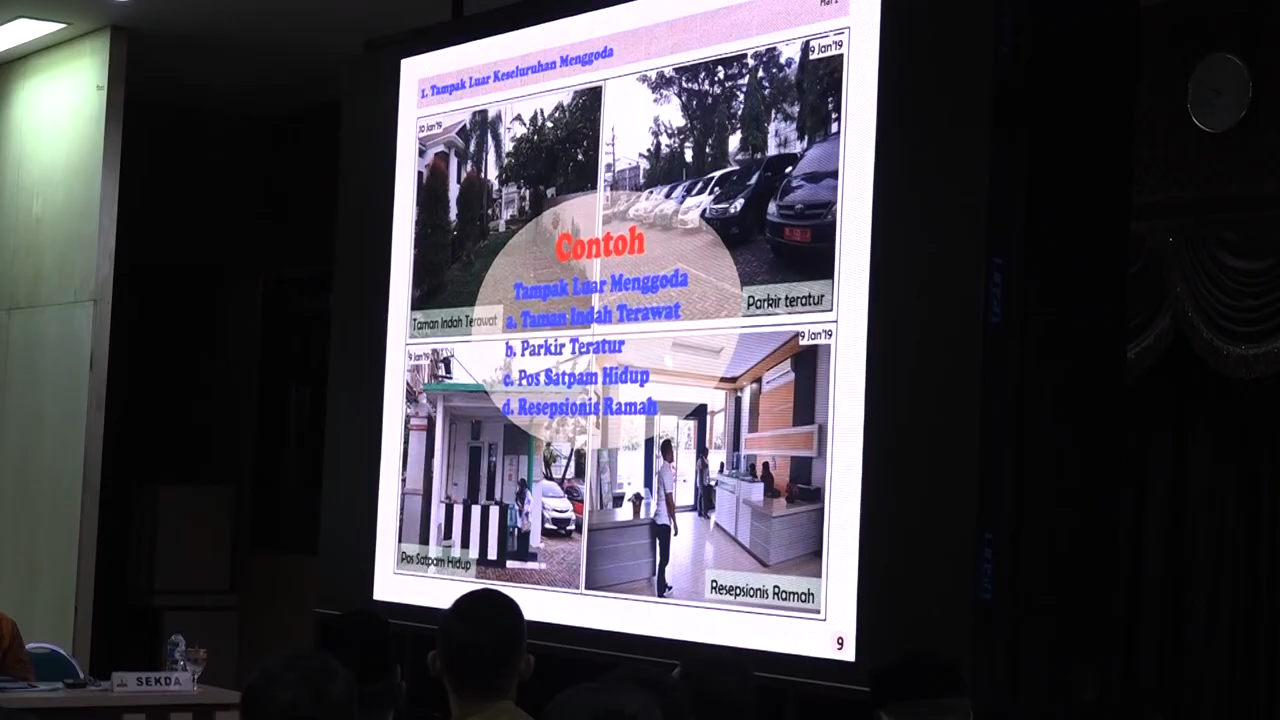 1. Tampak Luar Keseluruhan Menggoda
10 Jan'19
9 Jan'19
Contoh
Tampak Luar Menggoda
a. Taman Indah Terawat
b. Parkir Teratur
c. Pos Satpam Hidup
d. Resepsionis Ramah
Taman Indah Terawat
Parkir teratur
9 Jan'19
9 Jan'19
Pos Satpam Hidup
Resepsionis Ramah
9
SEKDA